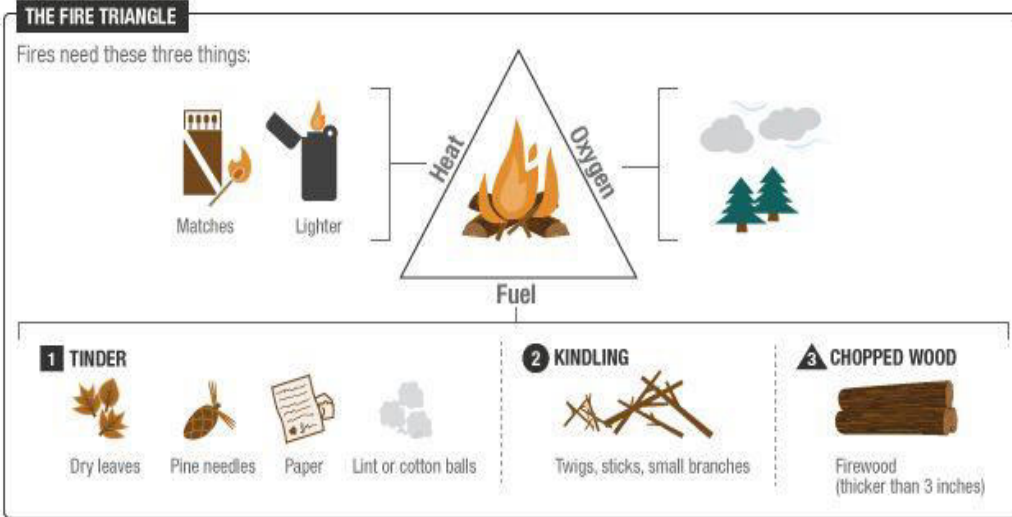 THE FIRE TRIANGLE
Fires need these three things:
Heat
Oxygen
Matches
Lighter
Fuel
1 TINDER
Dry leaves
Pine needles
Paper
Lint or cotton balls
2 KINDLING
Twigs, sticks, small branches
3 CHOPPED WOOD
Firewood
(thicker than 3 inches)